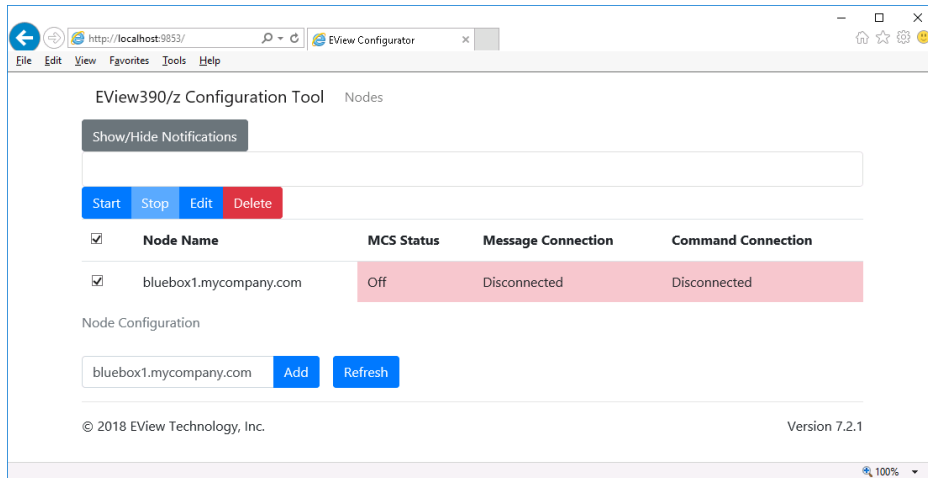 http://localhost:9853/
EView Configurator
File Edit View Favorites Tools Help
EView390/z Configuration Tool Nodes
Show/Hide Notifications
Start Stop Edit Delete
Node Name MCS Status Message Connection Command Connection
bluebox1.mycompany.com Off Disconnected Disconnected
Node Configuration
bluebox1.mycompany.com Add Refresh
© 2018 EView Technology, Inc. Version 7.2.1
100%